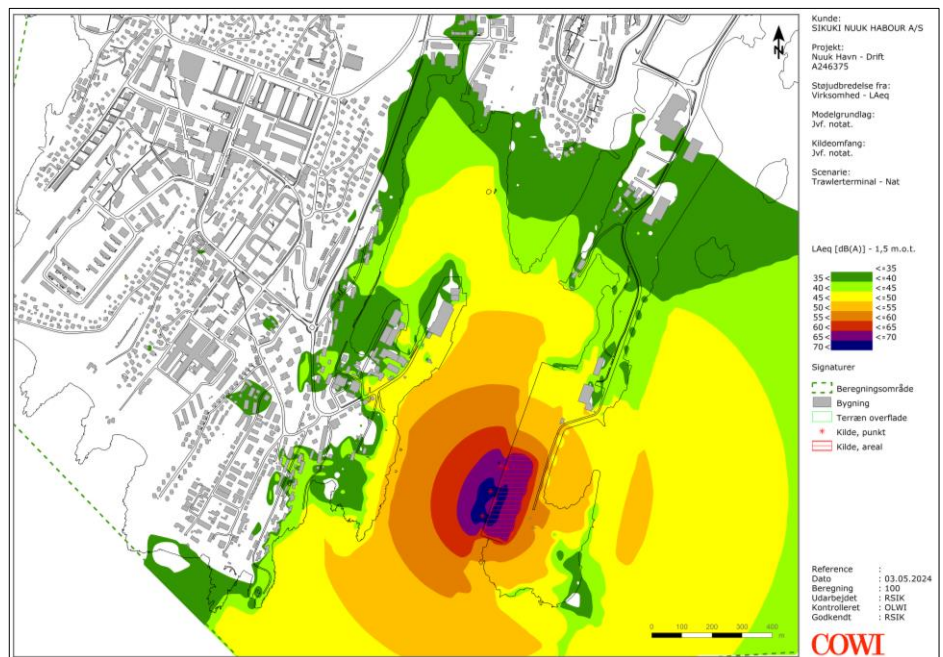 N
Kunde:
SIKUKI NUUK HABOUR A/S
Projekt:
Nuuk Havn - Drift
A246375
Støjudbredelse fra:
Virksomhed - LAeq
Modelgrundlag:
Jvf. notat.
Kildeomfang:
Jvf. notat.
Scenarie:
Trawlerterminal - Nat
LAeq [dB(A)] - 1,5 m.o.t.
<=35
35 < <=40
40 < <=45
45 < <=50
50 < <=55
55 < <=60
60 < <=65
65 < <=70
70 <
Signaturer
Beregningsområde
Bygning
Terræn overflade
Kilde, punkt
Kilde, areal
0 100 200 300 400
m
Reference :
Dato : 03.05.2024
Beregning : 100
Udarbejdet : RSIK
Kontrolleret : OLWI
Godkendt : RSIK
COWI